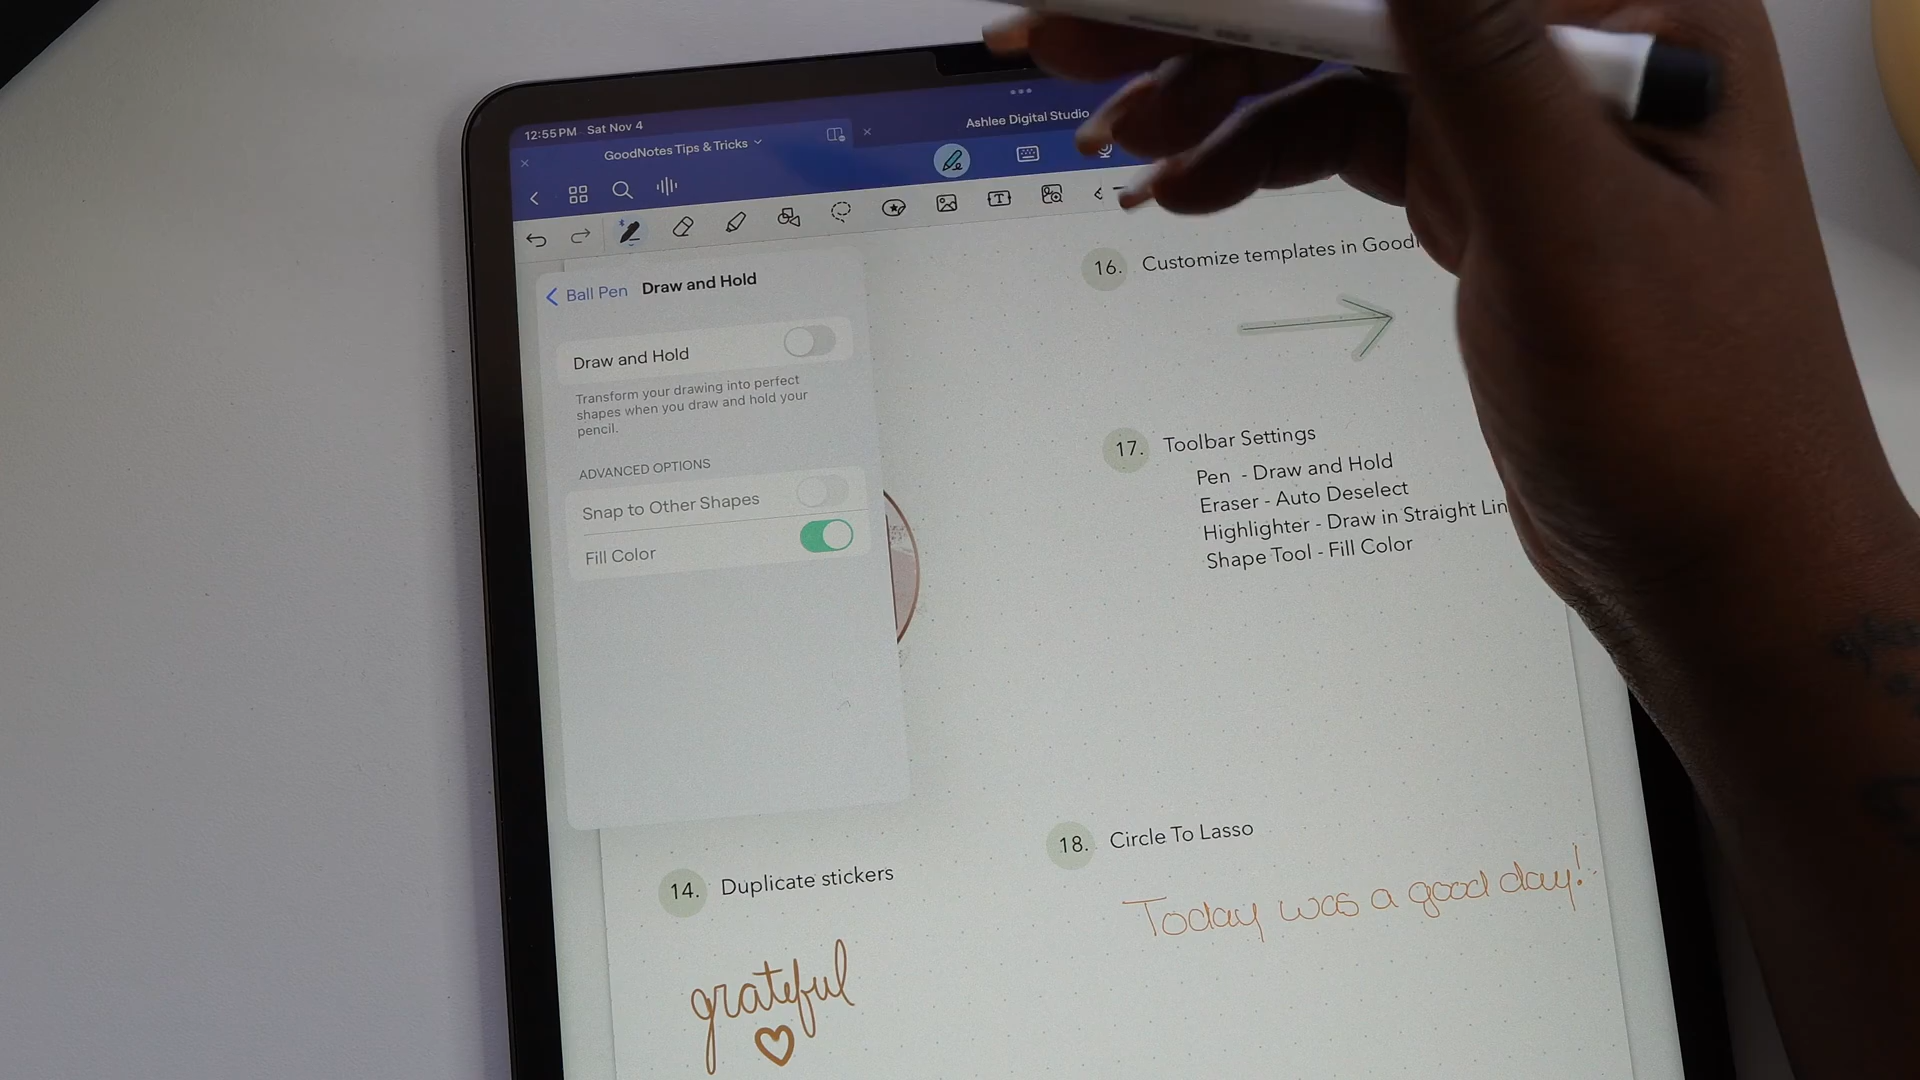 12:55 PM Sat Nov 4
GoodNotes Tips & Tricks
Ashlee Digital Studio
Ball Pen
Draw and Hold
Draw and Hold
Transform your drawing into perfect
shapes when you draw and hold your
pencil.
ADVANCED OPTIONS
Snap to Other Shapes
Fill Color
14. Duplicate stickers
grateful
16. Customize templates in
17. Toolbar Settings
Pen - Draw and Hold
Eraser - Auto Deselect
Highlighter - Draw in Straight
Shape Tool - Fill Color
18. Circle To Lasso
Today was a good day!